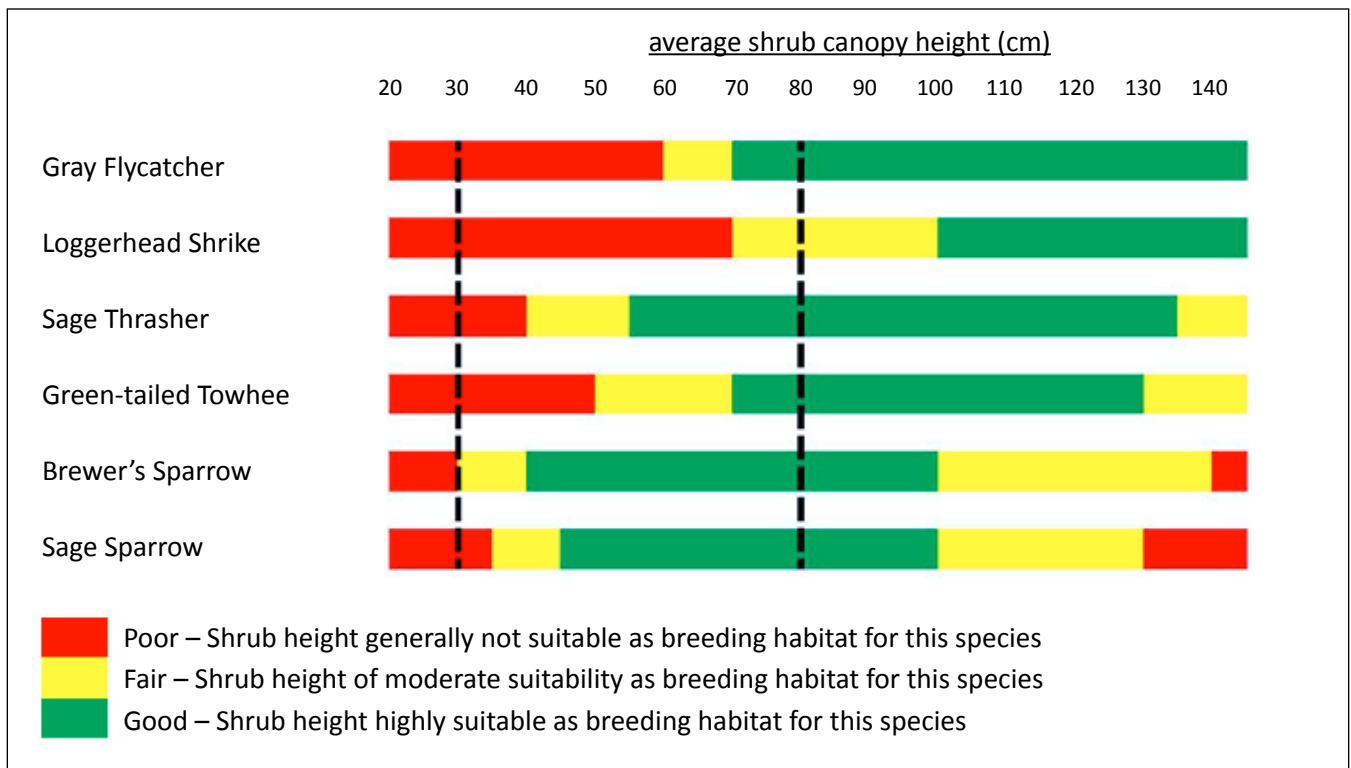 average shrub canopy height (cm)
20 30 40 50 60 70 80 90 100 110 120 130 140
Gray Flycatcher
Loggerhead Shrike
Sage Thrasher
Green-tailed Towhee
Brewer’s Sparrow
Sage Sparrow
Poor – Shrub height generally not suitable as breeding habitat for this species
Fair – Shrub height of moderate suitability as breeding habitat for this species
Good – Shrub height highly suitable as breeding habitat for this species